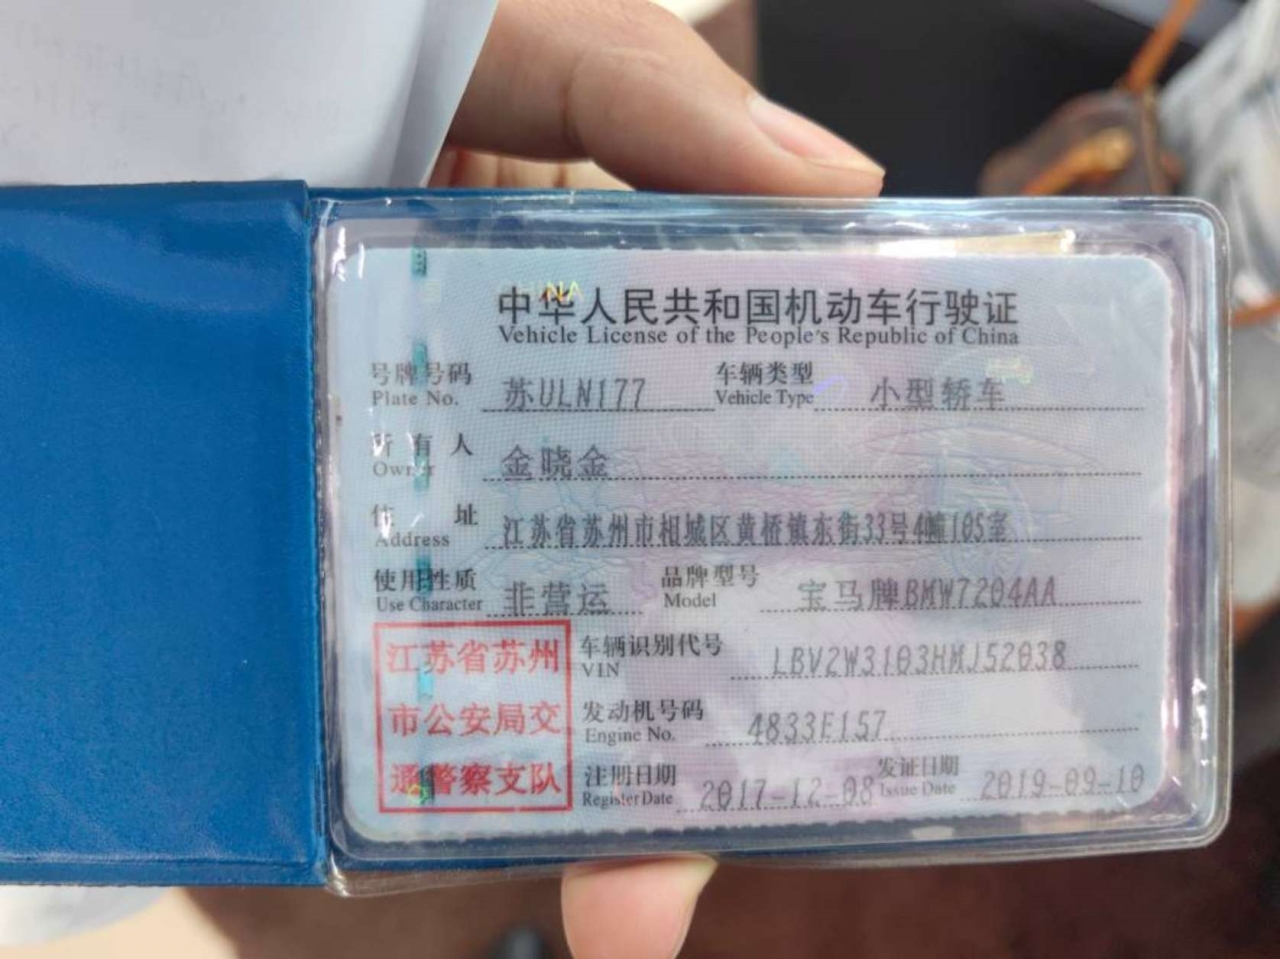 中华人民共和国机动车行驶证
Vehicle License of the People's Republic of China
号牌号码 苏ULN177 车辆类型 小型轿车
Plate No. Vehicle Type
所有人 金晓金
Owner
住址 江苏省苏州市相城区黄桥镇东街33号4幢105室
Address
使用性质 非营运 品牌型号 宝马牌BMW7204AA
Use Character Model
江苏省苏州
市公安局交
通警察支队
车辆识别代号 LBV2W3103HMJ52038
VIN
发动机号码 4833F157
Engine No.
注册日期 2017-12-08 发证日期 2019-09-10
Register Date Issue Date